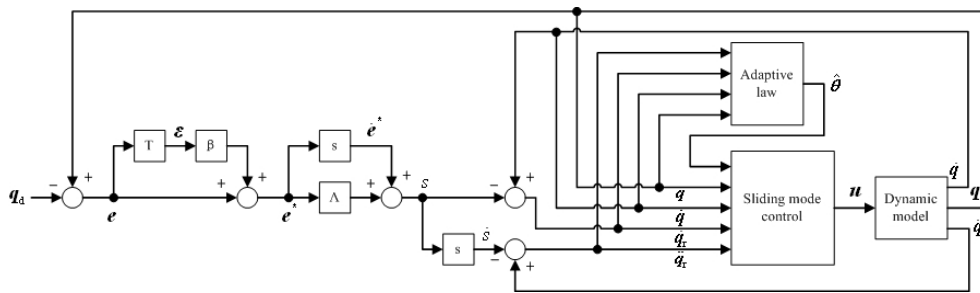 Adaptive
law
θ̂
ε
ė*
T
β
s
Λ
q_d
−
+
e
+
+
e*
+
+
s
−
+
s
ṡ
−
+
q
q̇
q̇_r
q̈_r
Sliding mode
control
u
Dynamic
model
q̇
q